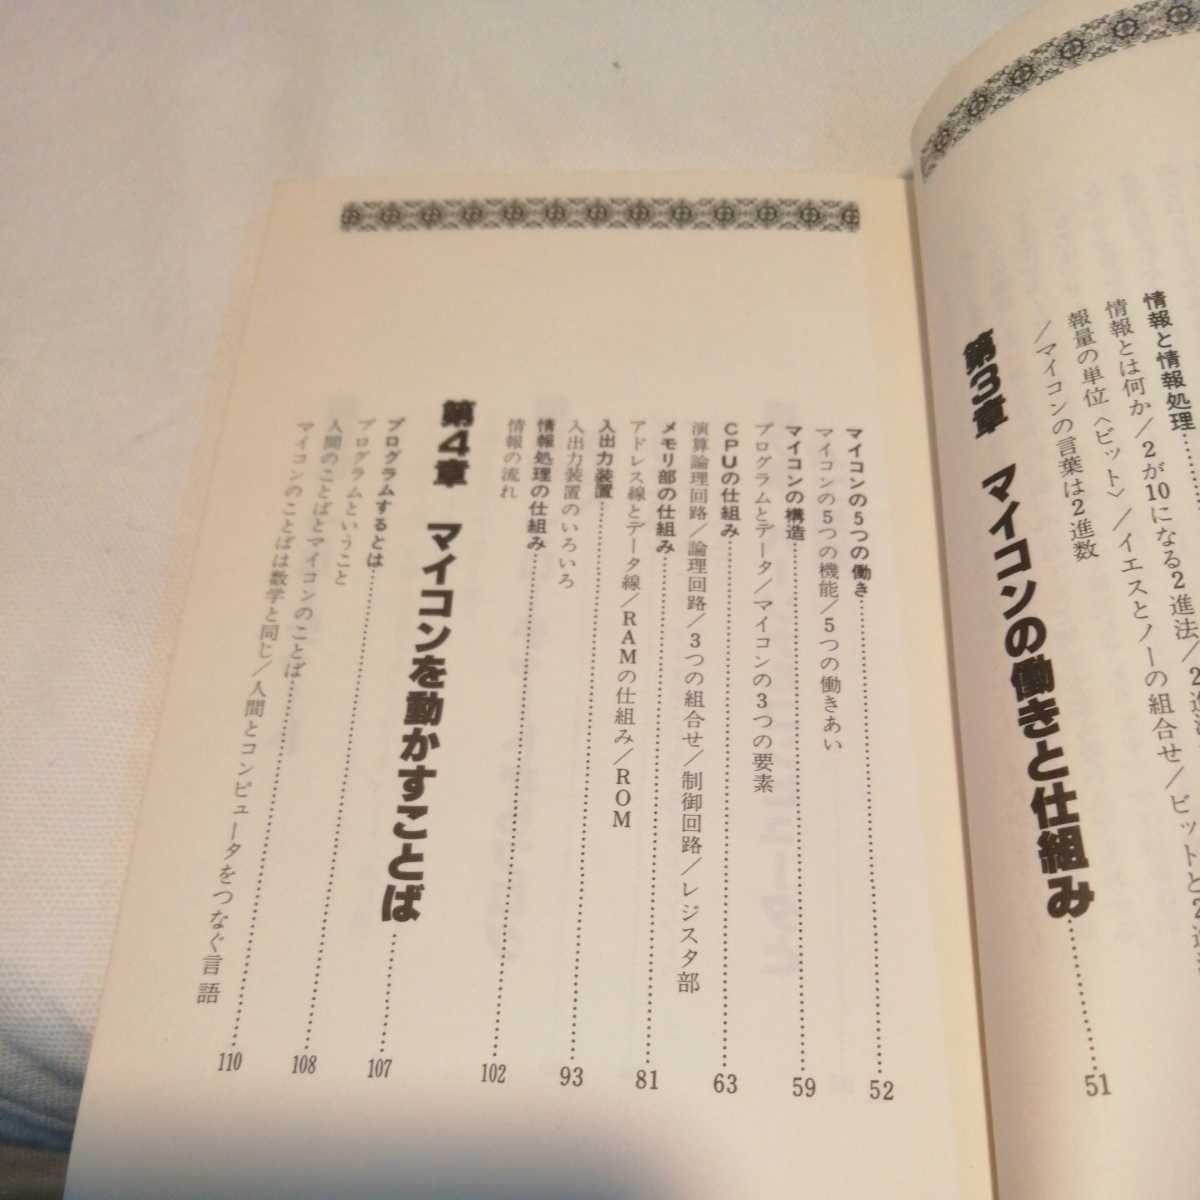 情報と情報処理
情報とは何か/2が10になる2進法/2進
報量の単位〈ビット〉/イエスとノーの組合せ/ビットと2進
/マイコンの言葉は2進数
第3章 マイコンの働きと仕組み 51
マイコンの5つの働き 52
マイコンの5つの機能/5つの働きあい
マイコンの構造 59
プログラムとデータ/マイコンの3つの要素
CPUの仕組み 63
演算論理回路/論理回路/3つの組合せ/制御回路/レジスタ部
メモリ部の仕組み 81
アドレス線とデータ線/RAMの仕組み/ROM
入出力装置 93
入出力装置のいろいろ
情報処理の仕組み 102
情報の流れ
第4章 マイコンを動かすことば 107
プログラムするとは 108
プログラムということ
人間のことばとマイコンのことば 110
マイコンのことばは数学と同じ/人間とコンピュータをつなぐ言語